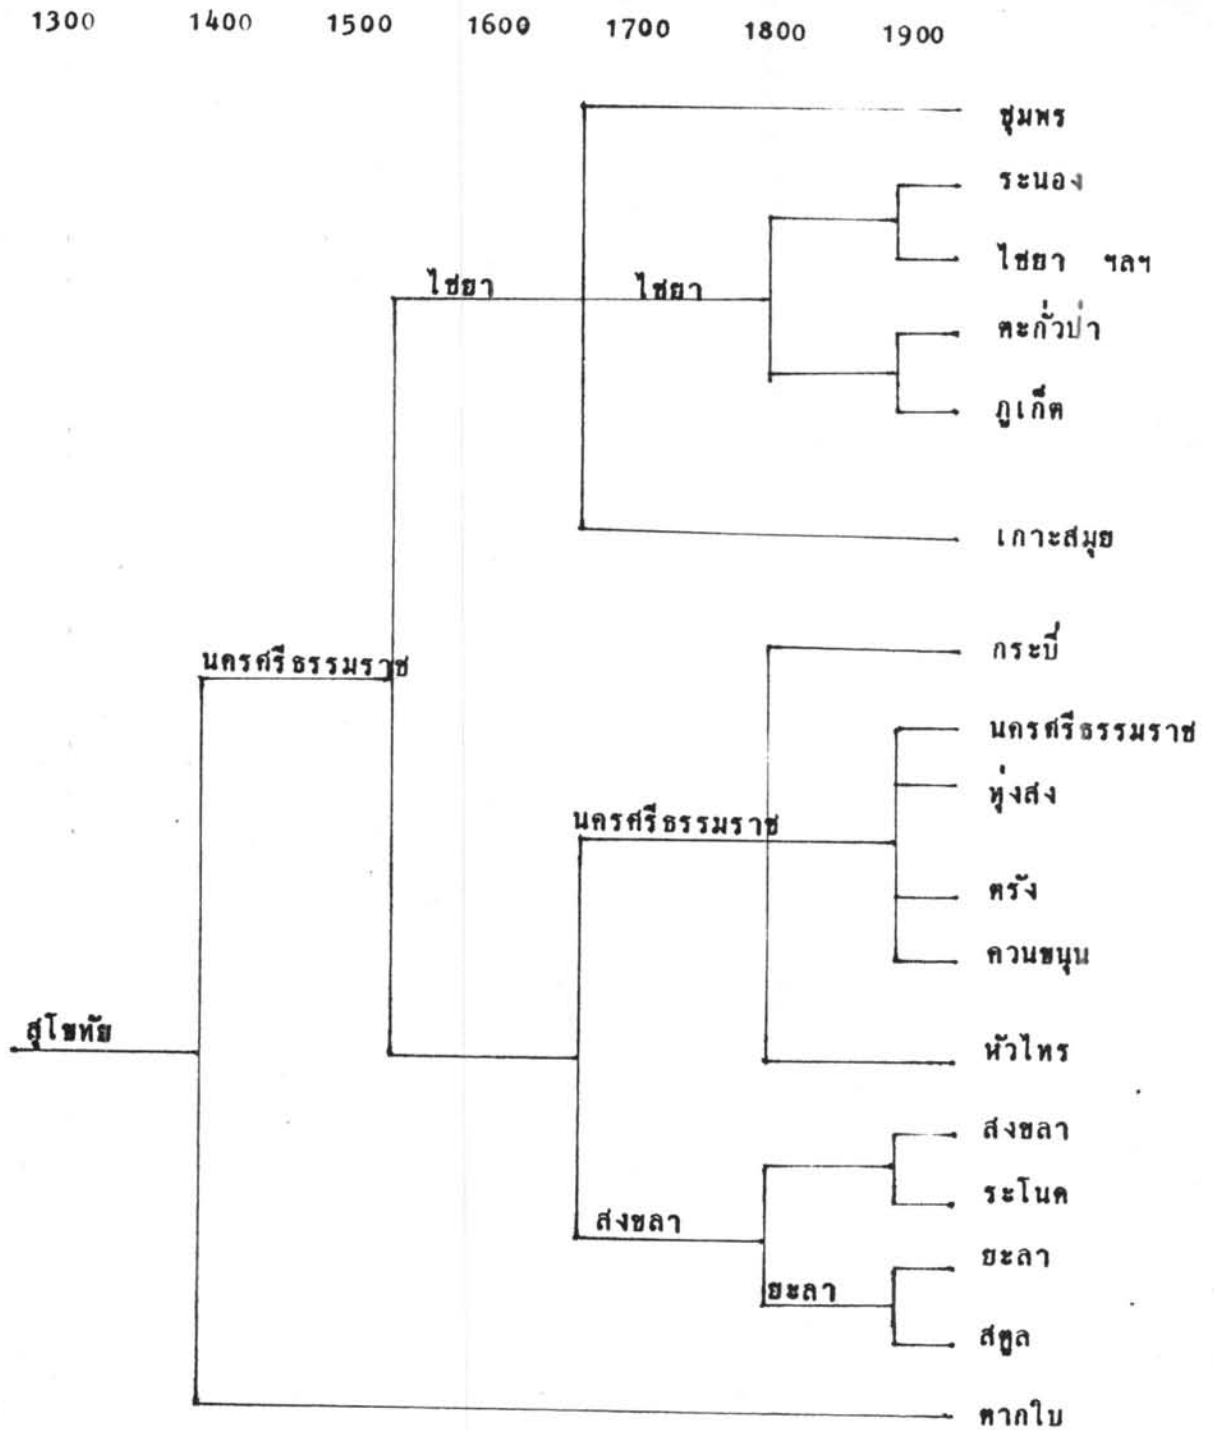 1300 1400 1500 1600 1700 1800 1900
ชุมพร
ระนอง
ไชยา ฯลฯ
ไชยา ไชยา
ตะกั่วป่า
ภูเก็ต
เกาะสมุย
กระบี่
นครศรีธรรมราช
นครศรีธรรมราช
ทุ่งสง
นครศรีธรรมราช
ตรัง
ควนขนุน
สุโขทัย
หัวไทร
สงขลา
ระโนด
สงขลา
ยะลา
ยะลา
สตูล
ตากใบ